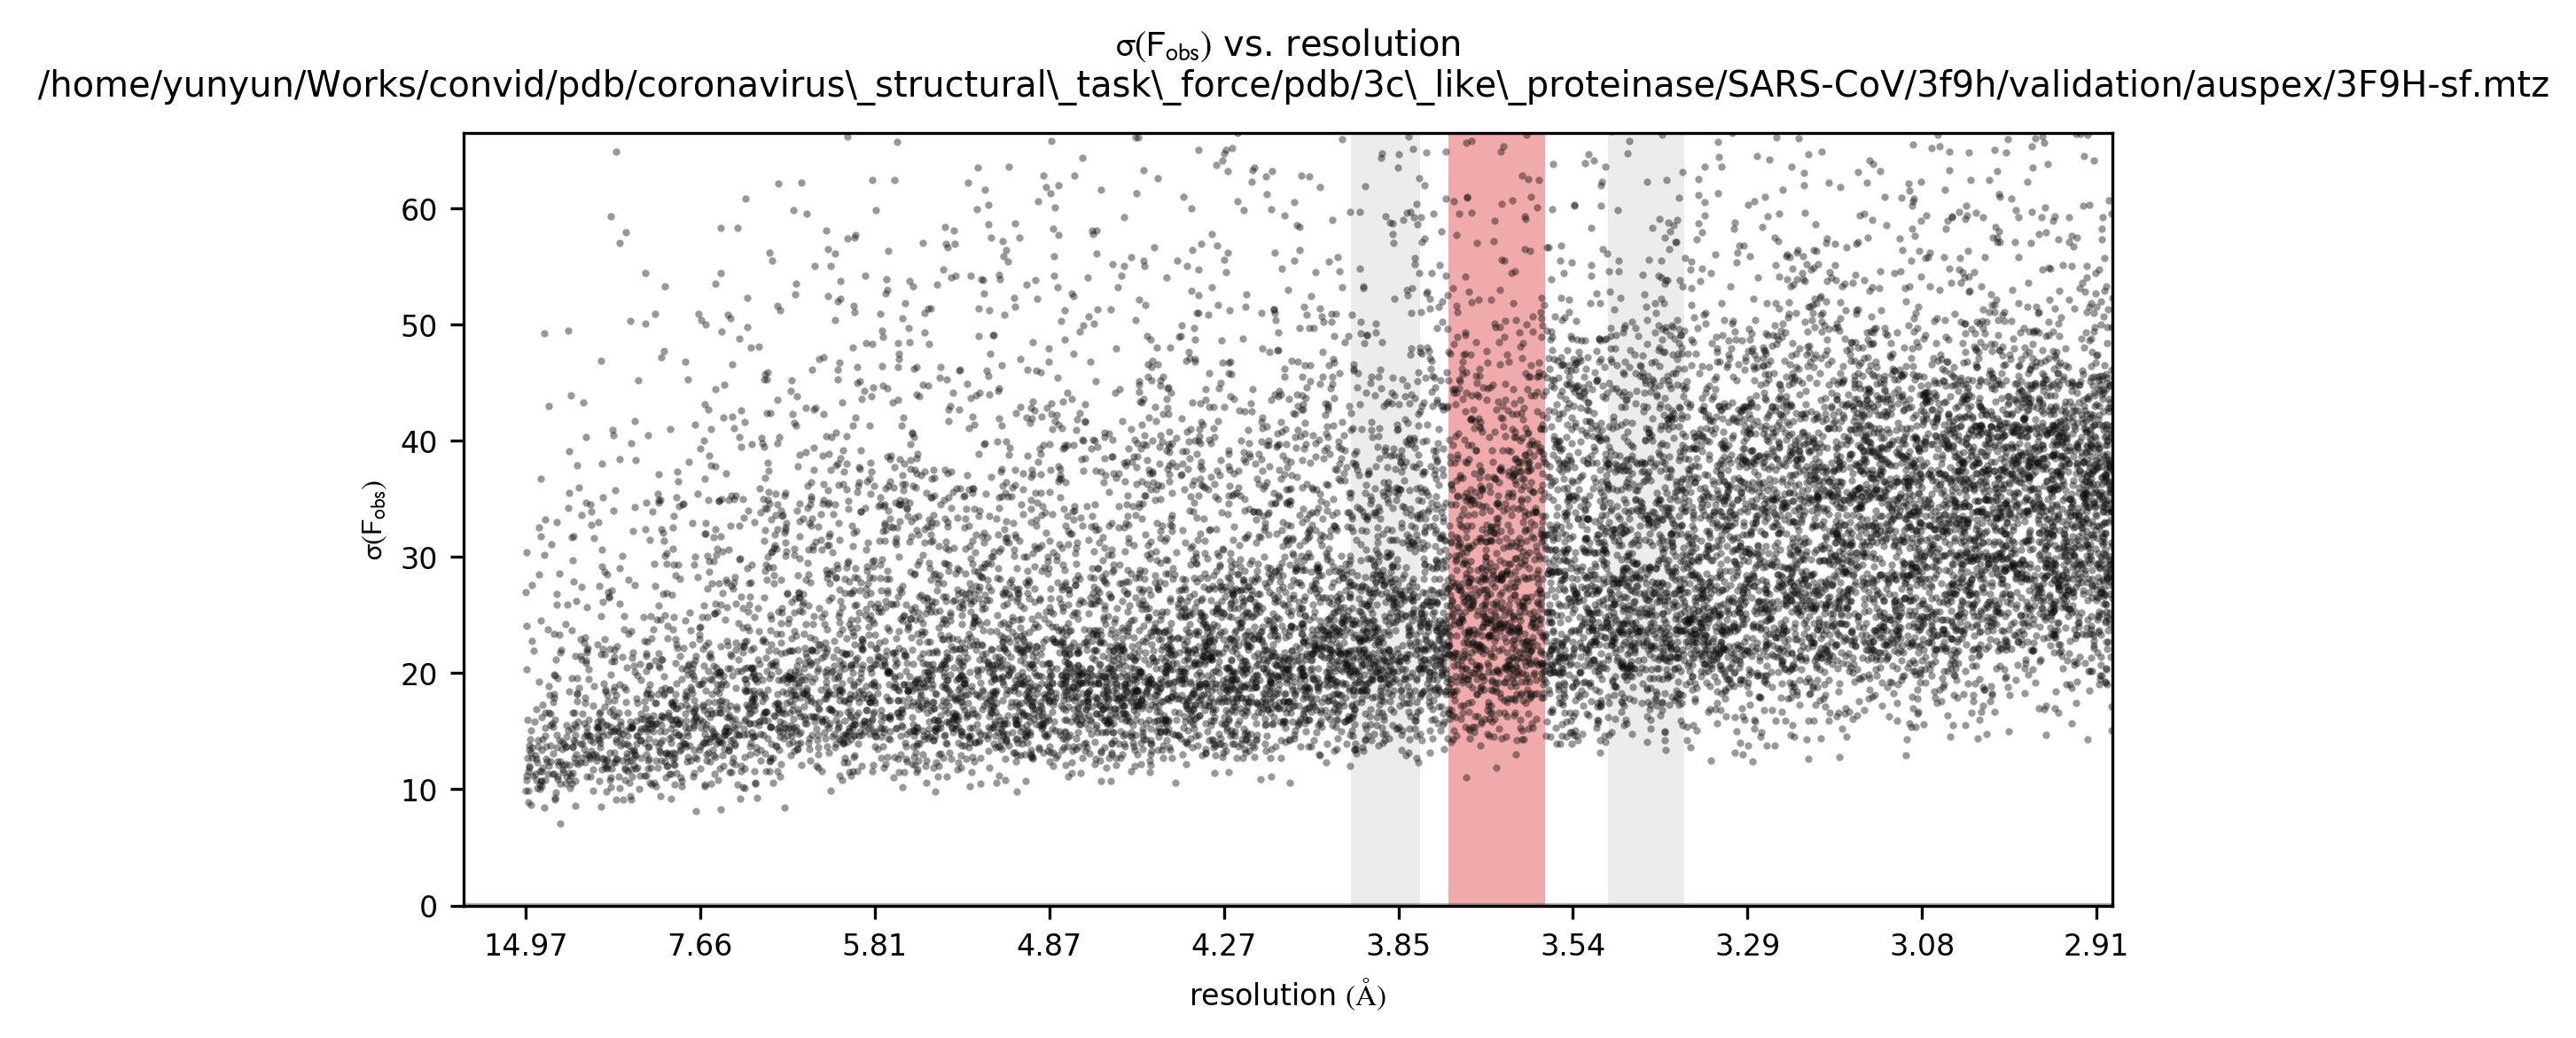 σ(Fobs) vs. resolution
/home/yunyun/Works/convid/pdb/coronavirus\_structural\_task\_force/pdb/3c\_like\_proteinase/SARS-CoV/3f9h/validation/auspex/3F9H-sf.mtz
σ(Fobs)
60
50
40
30
20
10
0
14.97 7.66 5.81 4.87 4.27 3.85 3.54 3.29 3.08 2.91
resolution (Å)